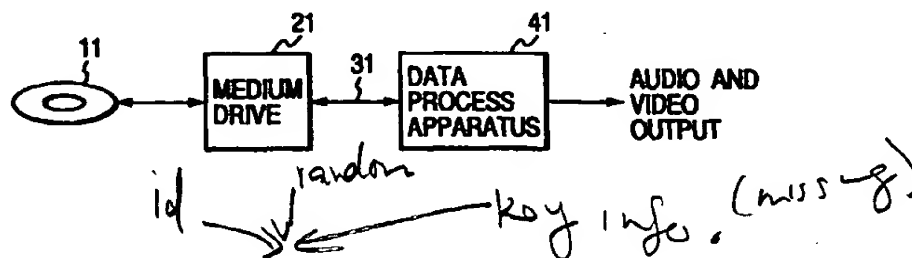 21
41
11
31
MEDIUM
DRIVE
DATA
PROCESS
APPARATUS
AUDIO AND
VIDEO
OUTPUT
random
id
key info. (missing)